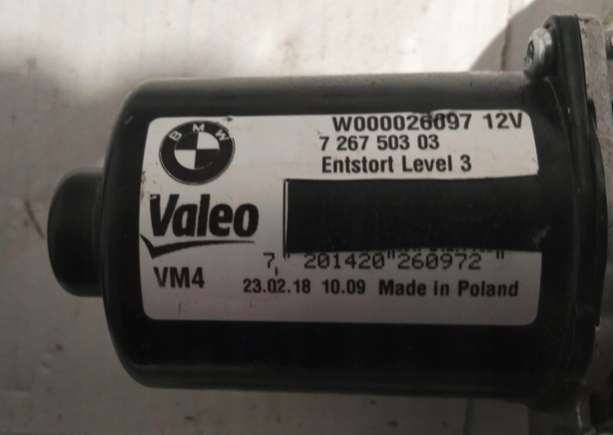 W000026097 12V
7 267 503 03
Entstort Level 3
BMW
Valeo
7," 201420"260972 "
VM4
23.02.18 10.09 Made in Poland